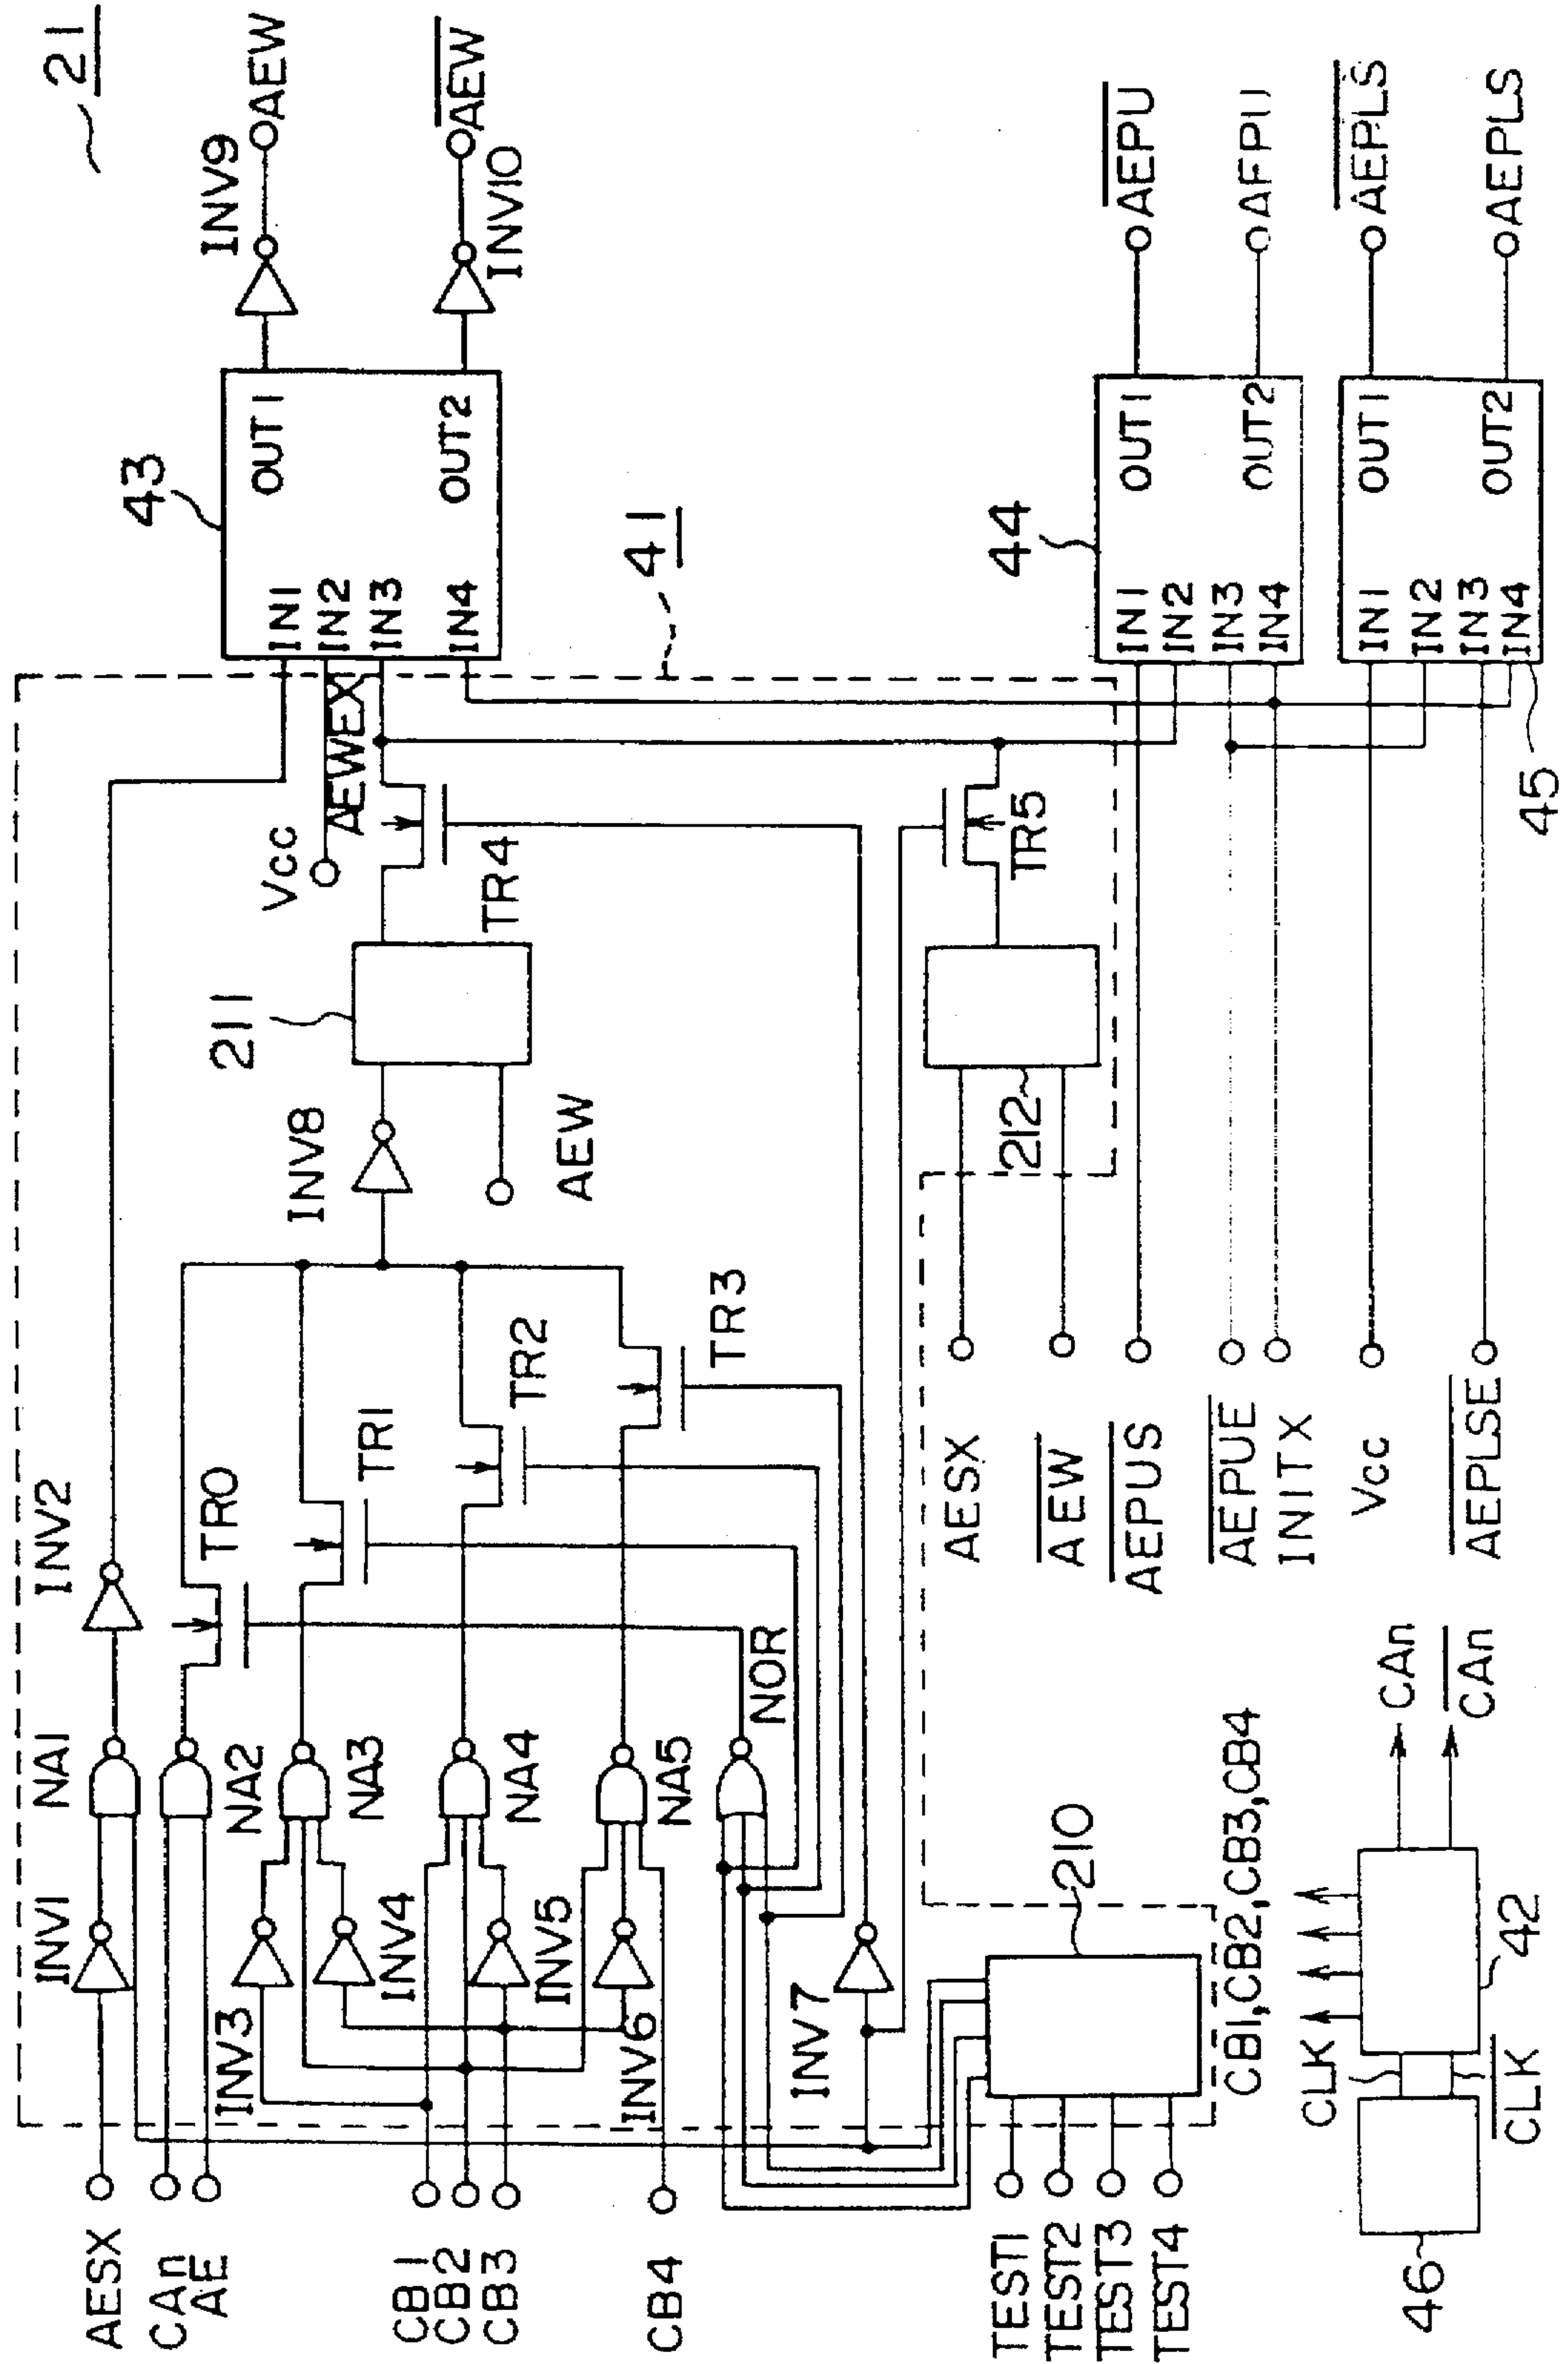 21
AESX
INV1
NA1
INV2
CAn
AE
NA2
TR0
INV3
NA3
TR1
INV4
CB1
CB2
CB3
NA4
TR2
INV5
INV6
CB4
NA5
TR3
NOR
INV7
INV8
211
AEW
TR4
Vcc
AEWEX
43
IN1
IN2
IN3
IN4
OUT1
OUT2
INV9
AEW
INV10
AEW
41
TEST1
TEST2
TEST3
TEST4
210
AESX
AEW
212
TR5
AEPUS
AEPUE
INITX
Vcc
AEPLSE
44
IN1
IN2
IN3
IN4
OUT1
OUT2
AEPU
AFPU
45
IN1
IN2
IN3
IN4
OUT1
OUT2
AEPLS
AEPLS
46
CLK
CLK
42
CB1,CB2,CB3,CB4
CAn
CAn